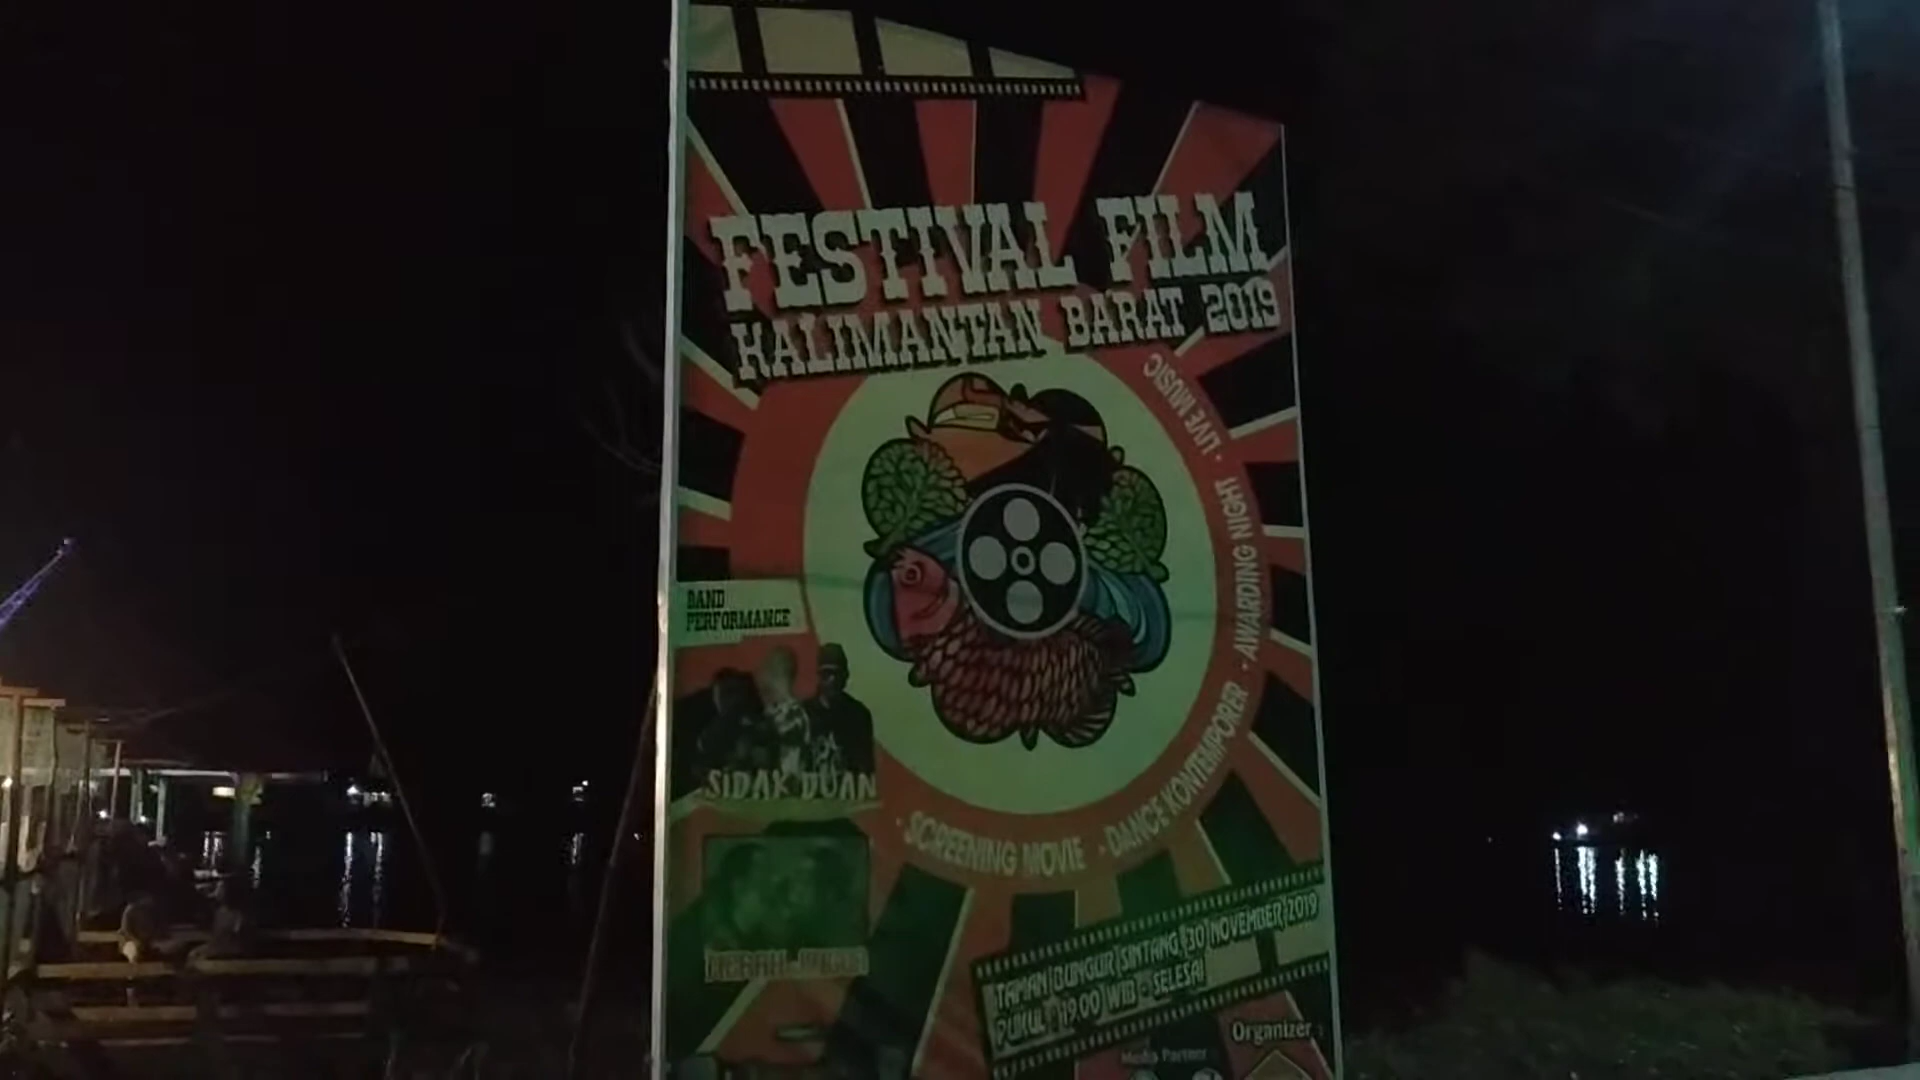 FESTIVAL FILM
KALIMANTAN BARAT 2019
· LIVE MUSIC
· AWARDING NIGHT
· DANCE KONTEMPORER
· SCREENING MOVIE
BAND
PERFORMANCE
SIDAK DUAN
TAMAN BUNGUR SINTANG, 30 NOVEMBER 2019
PUKUL 19.00 WIB - SELESAI
Organizer
Media Partner